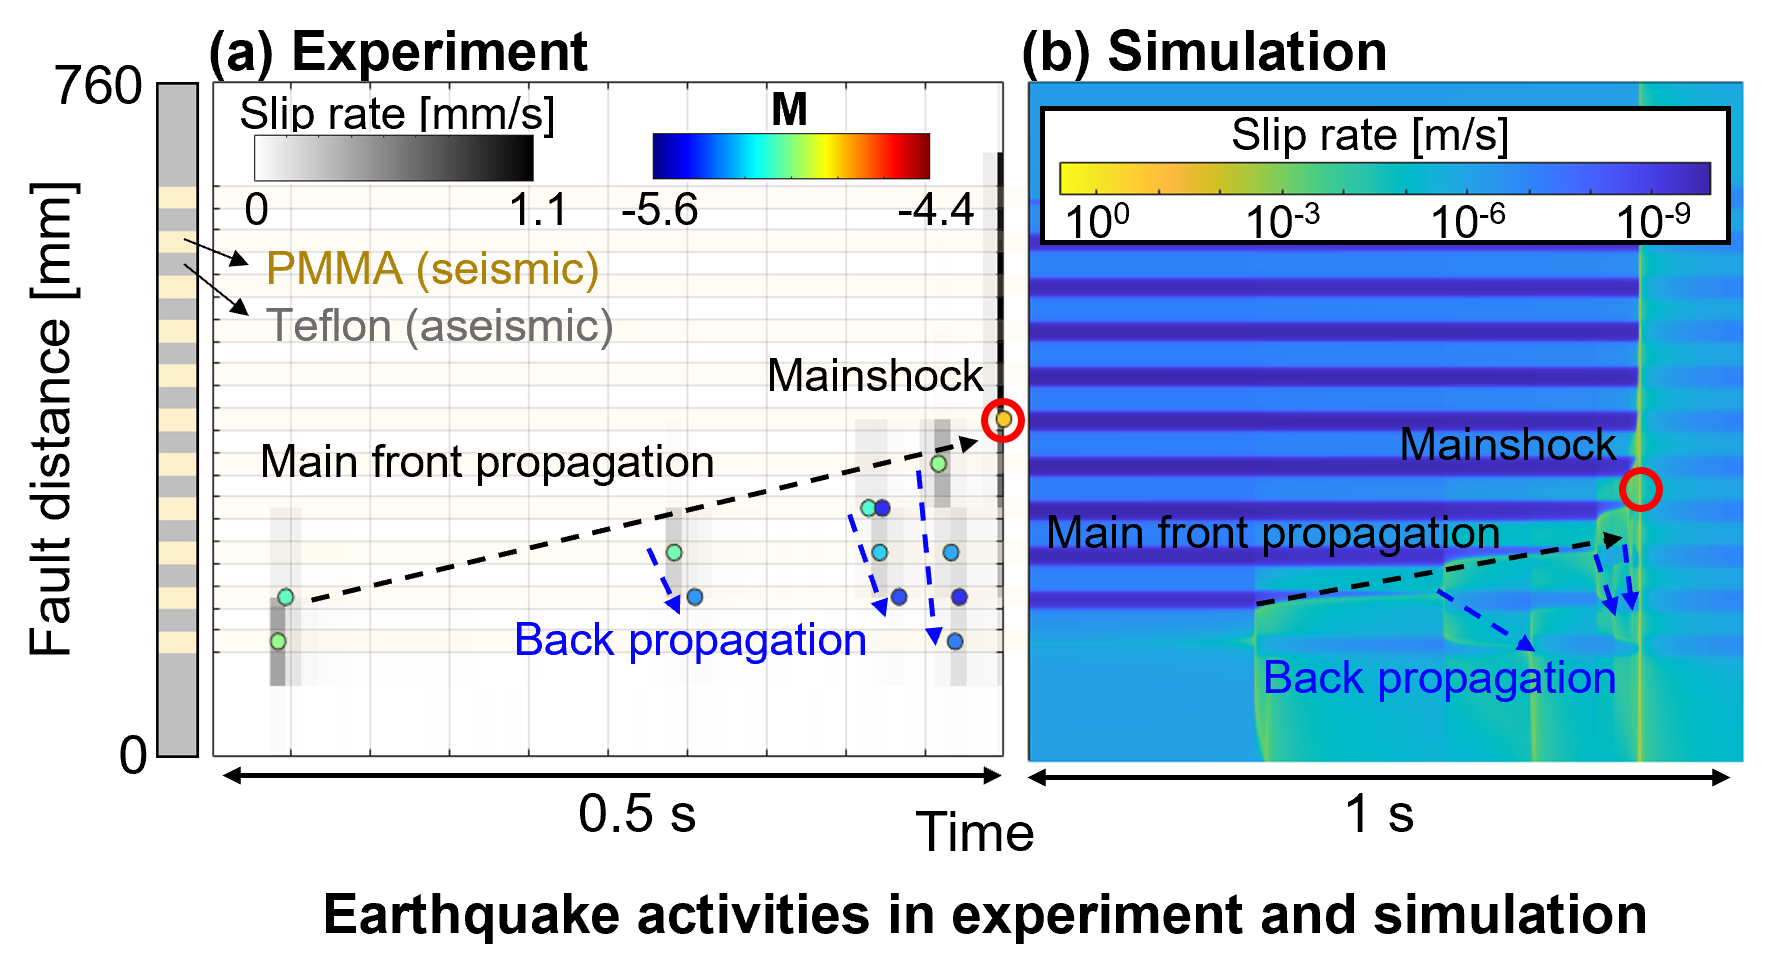 (a) Experiment
(b) Simulation
760
Slip rate [mm/s]
M
0
1.1
-5.6
-4.4
Slip rate [m/s]
10⁰
10⁻³
10⁻⁶
10⁻⁹
PMMA (seismic)
Teflon (aseismic)
Fault distance [mm]
Mainshock
Main front propagation
Back propagation
Mainshock
Main front propagation
Back propagation
0
0.5 s
Time
1 s
Earthquake activities in experiment and simulation